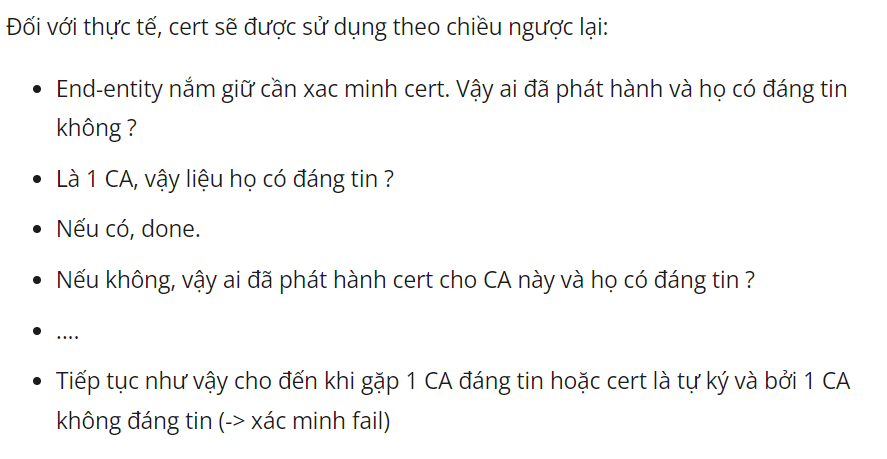 Đối với thực tế, cert sẽ được sử dụng theo chiều ngược lại:
• End-entity nắm giữ cần xac minh cert. Vậy ai đã phát hành và họ có đáng tin
không ?
• Là 1 CA, vậy liệu họ có đáng tin ?
• Nếu có, done.
• Nếu không, vậy ai đã phát hành cert cho CA này và họ có đáng tin ?
• ....
• Tiếp tục như vậy cho đến khi gặp 1 CA đáng tin hoặc cert là tự ký và bởi 1 CA
không đáng tin (-> xác minh fail)